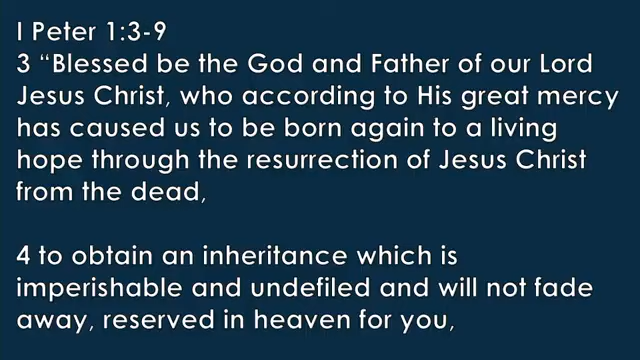 I Peter 1:3-9
3 “Blessed be the God and Father of our Lord
Jesus Christ, who according to His great mercy
has caused us to be born again to a living
hope through the resurrection of Jesus Christ
from the dead,
4 to obtain an inheritance which is
imperishable and undefiled and will not fade
away, reserved in heaven for you,